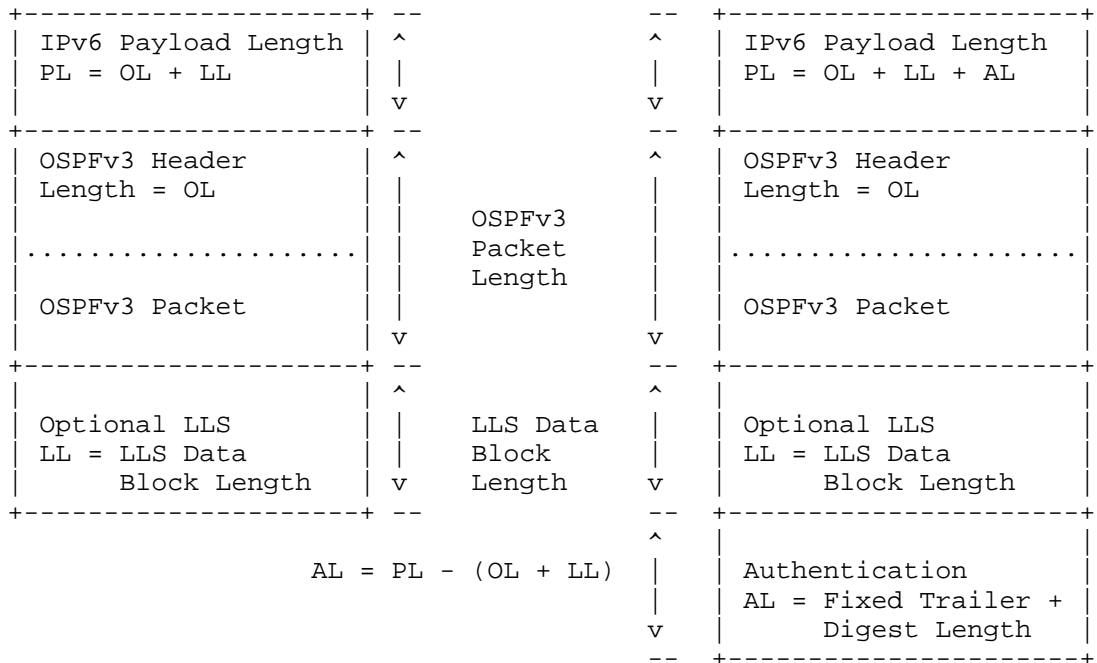 +---------------------+ --              --  +----------------------+
| IPv6 Payload Length | ^               ^   | IPv6 Payload Length  |
| PL = OL + LL        | |               |   | PL = OL + LL + AL    |
|                     | v               v   |                      |
+---------------------+ --              --  +----------------------+
| OSPFv3 Header       | ^               ^   | OSPFv3 Header        |
| Length = OL         | |               |   | Length = OL          |
|                     | |    OSPFv3     |   |                      |
|.....................| |    Packet     |   |......................|
|                     | |    Length     |   |                      |
| OSPFv3 Packet       | |               |   | OSPFv3 Packet        |
|                     | v               v   |                      |
+---------------------+ --              --  +----------------------+
|                     | ^               ^   |                      |
| Optional LLS        | |    LLS Data   |   | Optional LLS         |
| LL = LLS Data       | |    Block      |   | LL = LLS Data        |
|      Block Length   | v    Length     v   |      Block Length    |
+---------------------+ --              --  +----------------------+
                                        ^   |                      |
                   AL = PL - (OL + LL)  |   | Authentication       |
                                        |   | AL = Fixed Trailer + |
                                        v   |      Digest Length   |
                                        --  +----------------------+